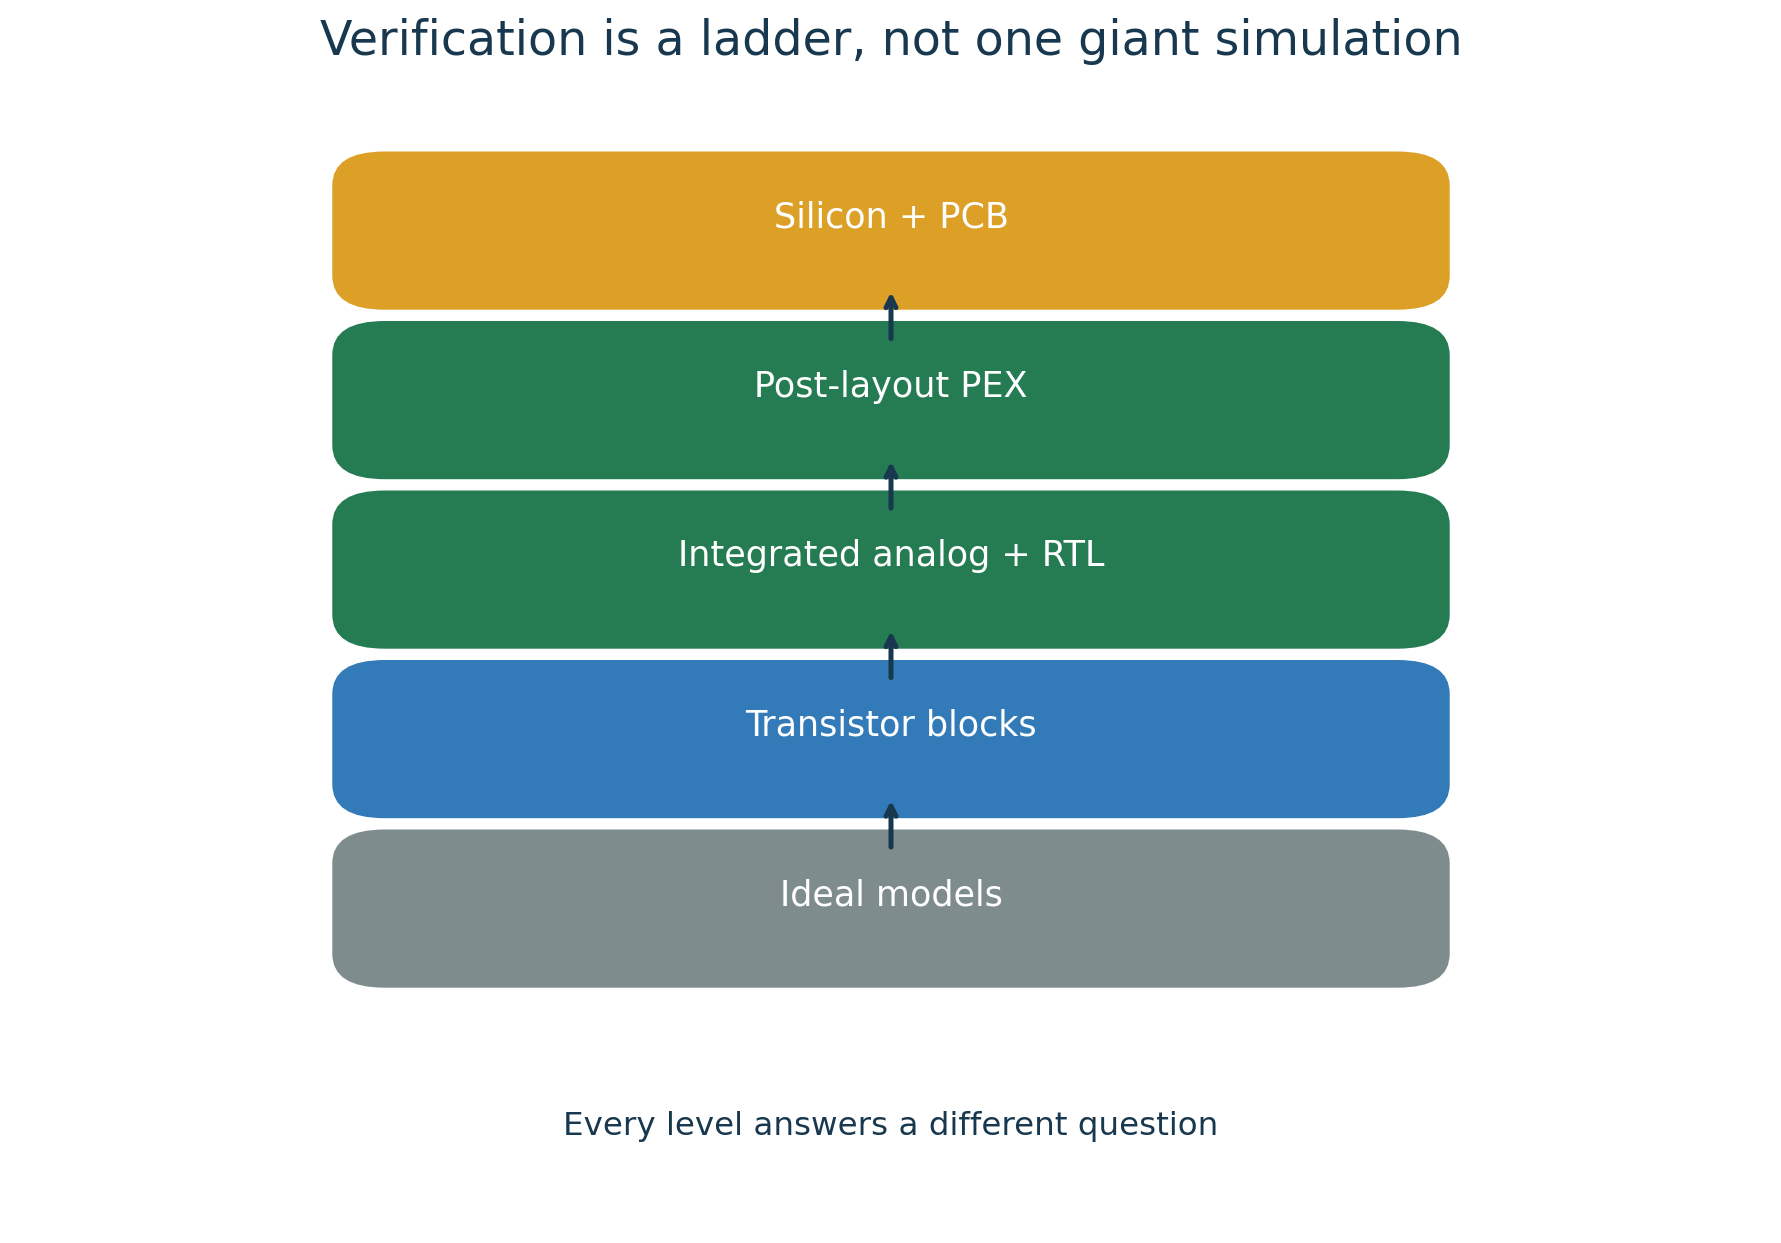 Verification is a ladder, not one giant simulation
Silicon + PCB
Post-layout PEX
Integrated analog + RTL
Transistor blocks
Ideal models
Every level answers a different question